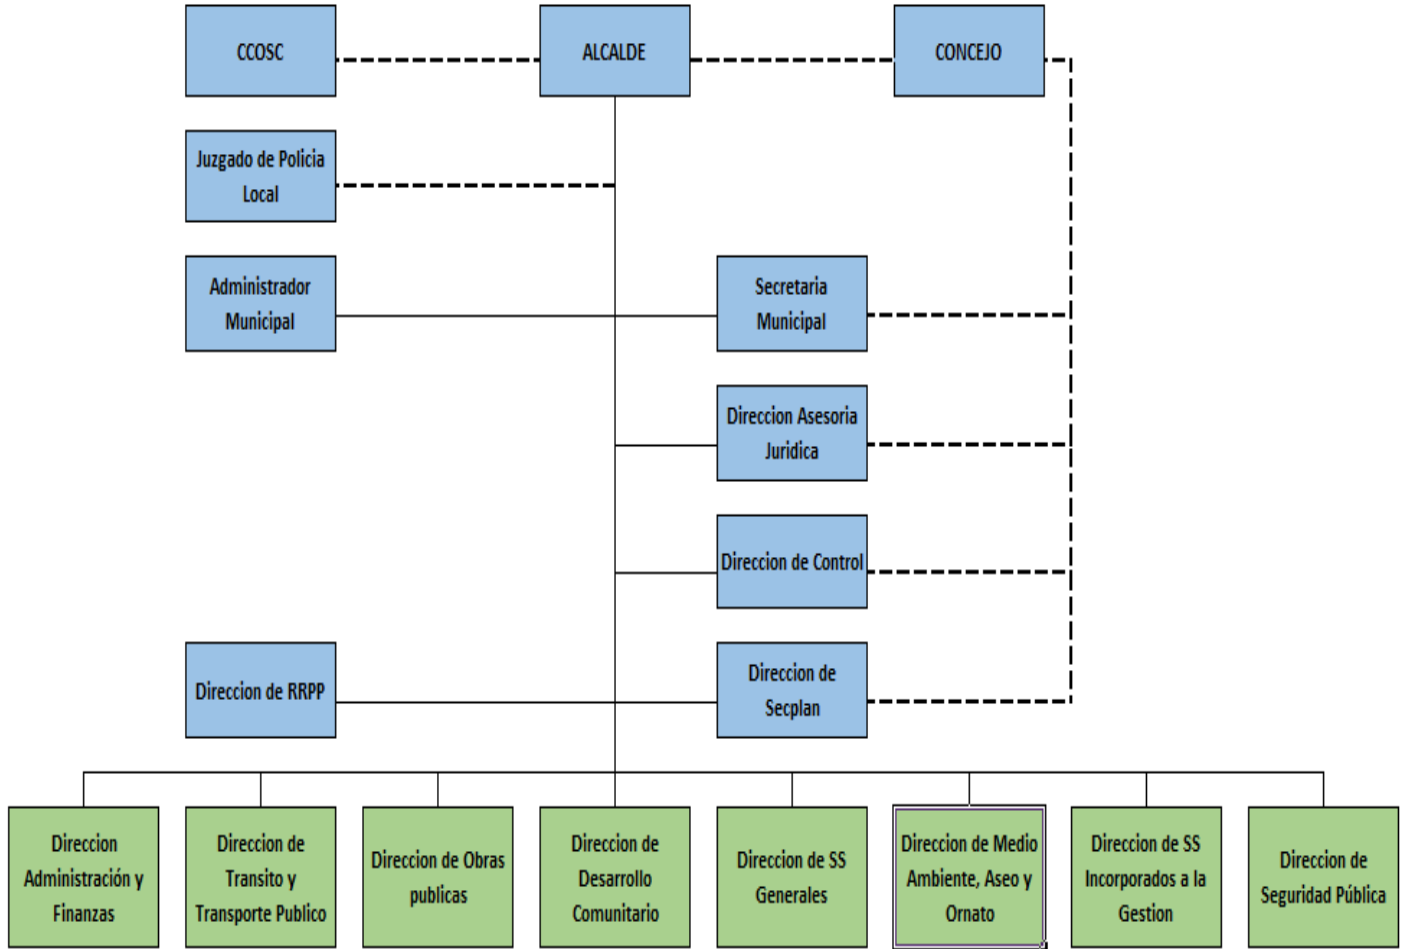 CCOSC
ALCALDE
CONCEJO
Juzgado de Policia
Local
Administrador
Municipal
Secretaria
Municipal
Direccion Asesoria
Juridica
Direccion de Control
Direccion de RRPP
Direccion de
Secplan
Direccion
Administración y
Finanzas
Direccion de
Transito y
Transporte Publico
Direccion de Obras
publicas
Direccion de
Desarrollo
Comunitario
Direccion de SS
Generales
Direccion de Medio
Ambiente, Aseo y
Ornato
Direccion de SS
Incorporados a la
Gestion
Direccion de
Seguridad Pública